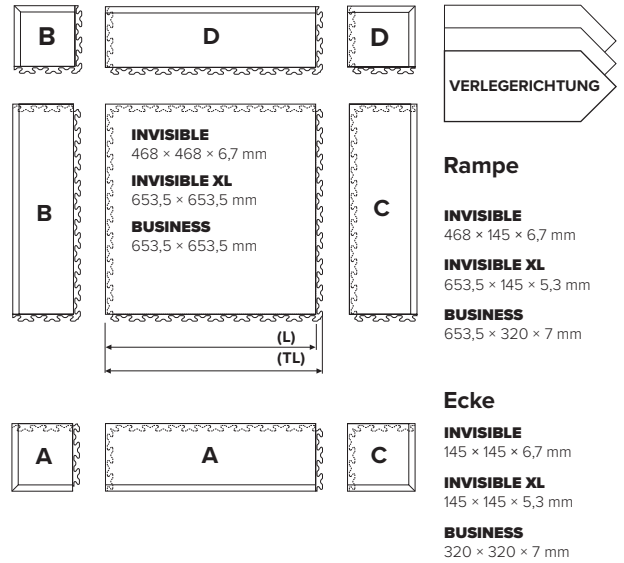 B
D
D
VERLEGERICHTUNG
B
INVISIBLE
468 × 468 × 6,7 mm
INVISIBLE XL
653,5 × 653,5 mm
BUSINESS
653,5 × 653,5 mm
C
(L)
(TL)
A
A
C
Rampe
INVISIBLE
468 × 145 × 6,7 mm
INVISIBLE XL
653,5 × 145 × 5,3 mm
BUSINESS
653,5 × 320 × 7 mm
Ecke
INVISIBLE
145 × 145 × 6,7 mm
INVISIBLE XL
145 × 145 × 5,3 mm
BUSINESS
320 × 320 × 7 mm